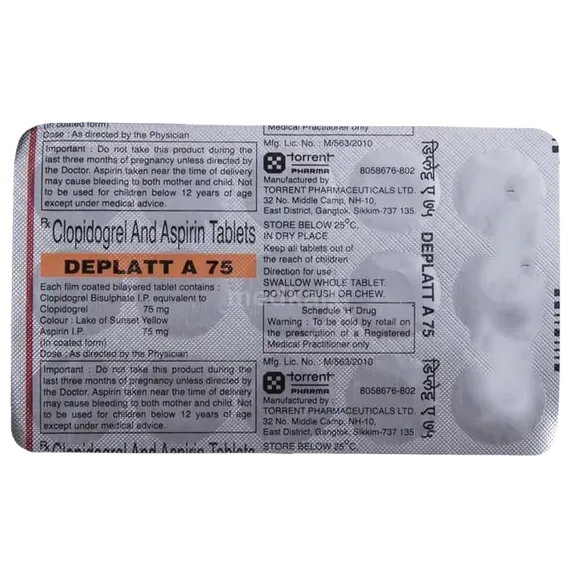 (In coated form)
Dose : As directed by the Physician
Important : Do not take this product during the
last three months of pregnancy unless directed by
the Doctor. Aspirin taken near the time of delivery
may cause bleeding to both mother and child. Not
to be used for children below 12 years of age
except under medical advice.
Rx Clopidogrel And Aspirin Tablets
DEPLATT A 75
Each film coated bilayered tablet contains :
Clopidogrel Bisulphate I.P. equivalent to
Clopidogrel 75 mg
Colour : Lake of Sunset Yellow
Aspirin I.P. 75 mg
(In coated form)
Dose : As directed by the Physician
Important : Do not take this product during the
last three months of pregnancy unless directed by
the Doctor. Aspirin taken near the time of delivery
may cause bleeding to both mother and child. Not
to be used for children below 12 years of age
except under medical advice.
Rx Clopidogrel And Aspirin Tablets
Medical Practitioner only
Mfg. Lic. No. : M/563/2010
torrent
PHARMA 8058676-802
Manufactured by :
TORRENT PHARMACEUTICALS LTD.
32 No. Middle Camp, NH-10,
East District, Gangtok, Sikkim-737 135.
STORE BELOW 25°C,
IN DRY PLACE
Keep all tablets out of
the reach of children
Direction for use :
SWALLOW WHOLE TABLET.
DO NOT CRUSH OR CHEW.
Schedule 'H' Drug
Warning : To be sold by retail on
the prescription of a Registered
Medical Practitioner only
Mfg. Lic. No. : M/563/2010
torrent
PHARMA 8058676-802
Manufactured by :
TORRENT PHARMACEUTICALS LTD.
32 No. Middle Camp, NH-10,
East District, Gangtok, Sikkim-737 135.
STORE BELOW 25°C,
डिप्लेट ए ७५
DEPLATT A 75
डिप्लेट ए ७५